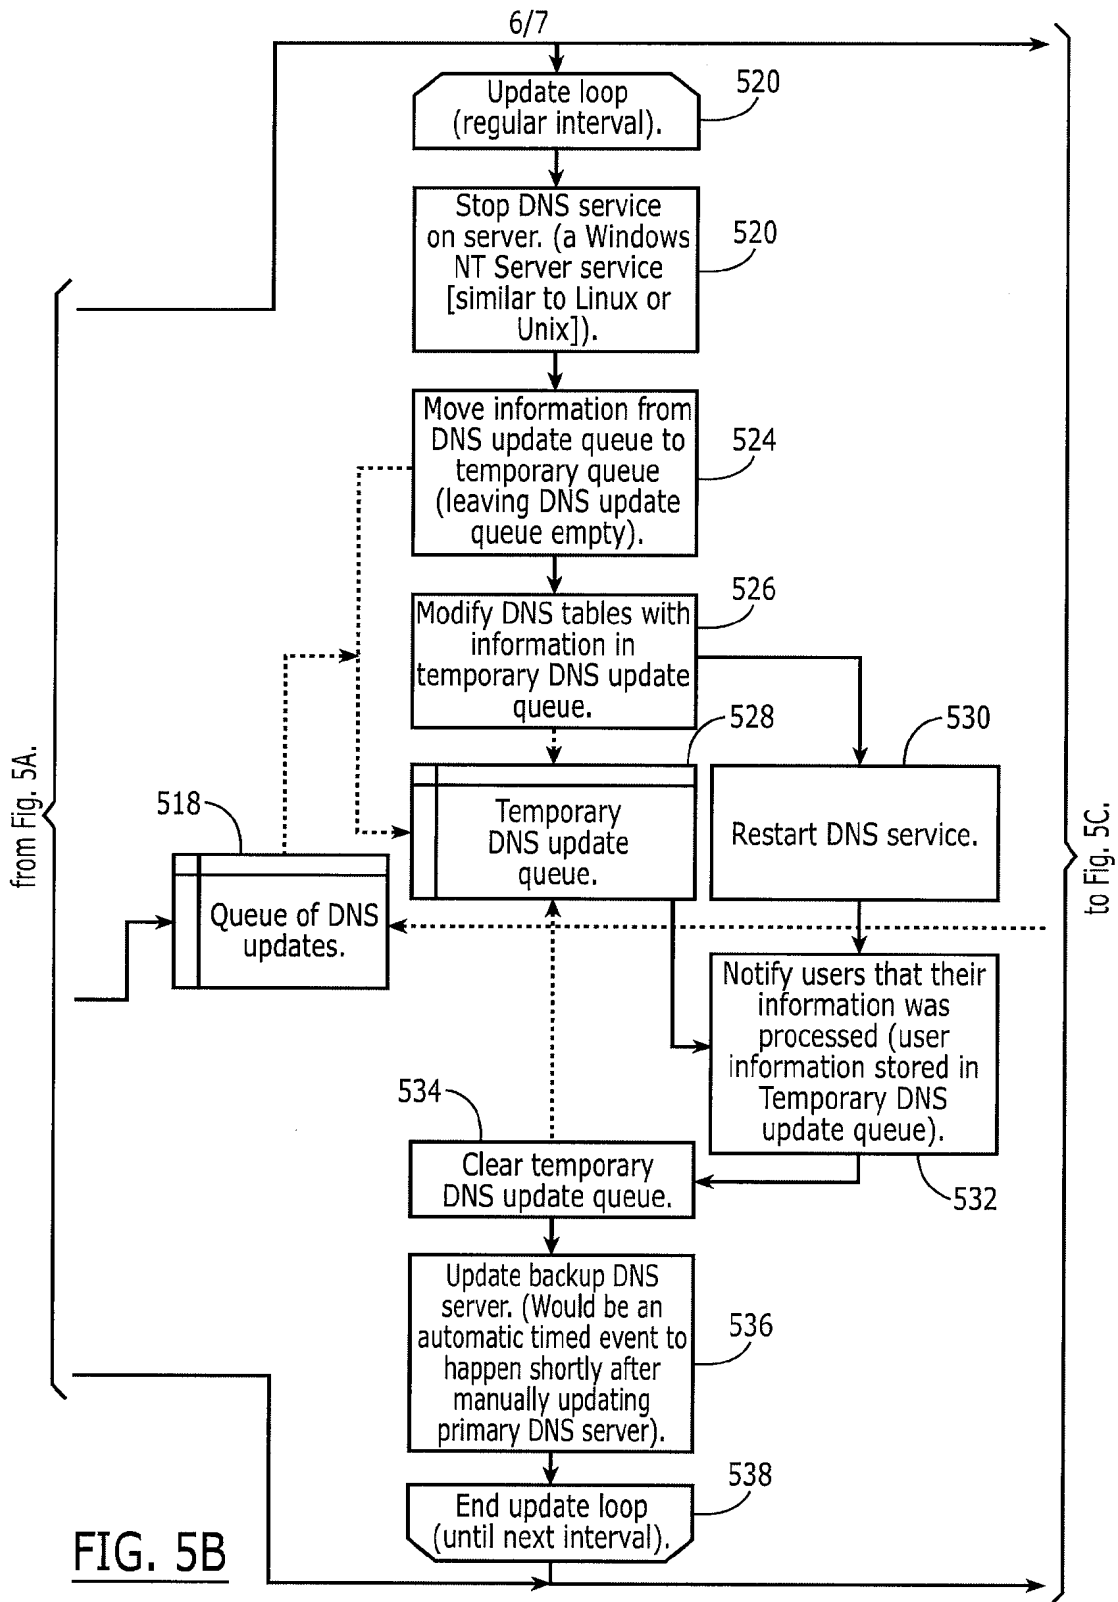 6/7
Update loop
(regular interval).
520
Stop DNS service
on server. (a Windows
NT Server service
[similar to Linux or
Unix]).
520
Move information from
DNS update queue to
temporary queue
(leaving DNS update
queue empty).
524
Modify DNS tables with
information in
temporary DNS update
queue.
526
528
530
from Fig. 5A.
518
Temporary
DNS update
queue.
Restart DNS service.
to Fig. 5C.
Queue of DNS
updates.
Notify users that their
information was
processed (user
information stored in
Temporary DNS
update queue).
532
534
Clear temporary
DNS update queue.
Update backup DNS
server. (Would be an
automatic timed event to
happen shortly after
manually updating
primary DNS server).
536
End update loop
(until next interval).
538
FIG. 5B